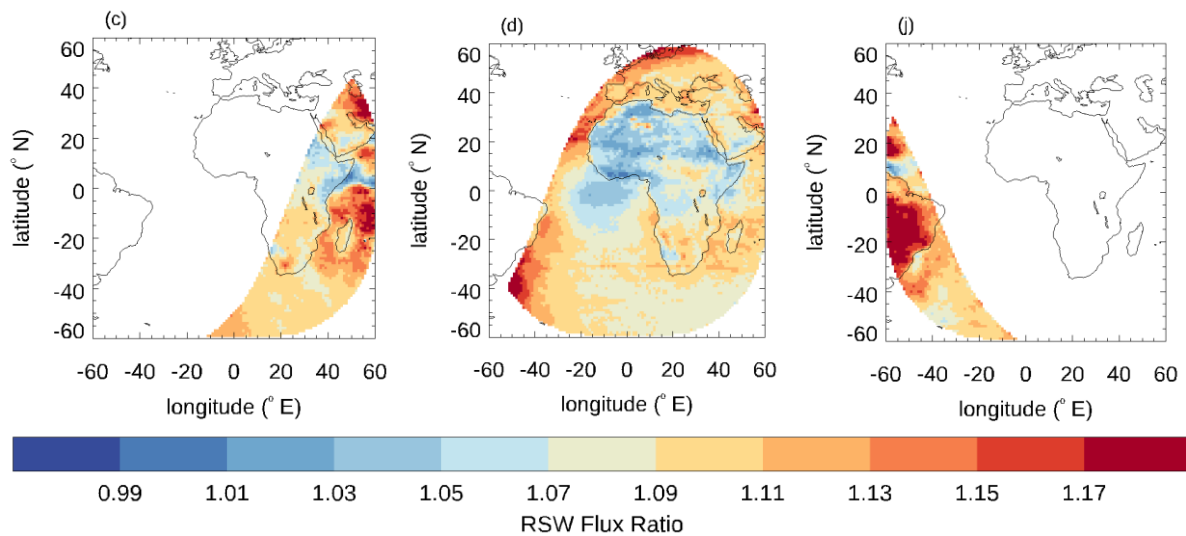 (c) (d) (j)
60 60 60
40 40 40
20 20 20
0 0 0
-20 -20 -20
-40 -40 -40
-60 -60 -60
latitude (° N) latitude (° N) latitude (° N)
-60 -40 -20 0 20 40 60 -60 -40 -20 0 20 40 60 -60 -40 -20 0 20 40 60
longitude (° E) longitude (° E) longitude (° E)
0.99 1.01 1.03 1.05 1.07 1.09 1.11 1.13 1.15 1.17
RSW Flux Ratio